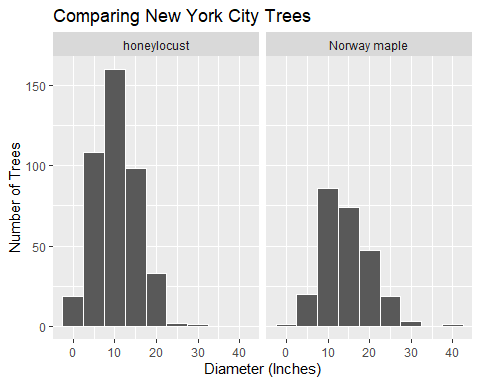 Comparing New York City Trees
honeylocust
Norway maple
Number of Trees
150
100
50
0
0 10 20 30 40
0 10 20 30 40
Diameter (Inches)